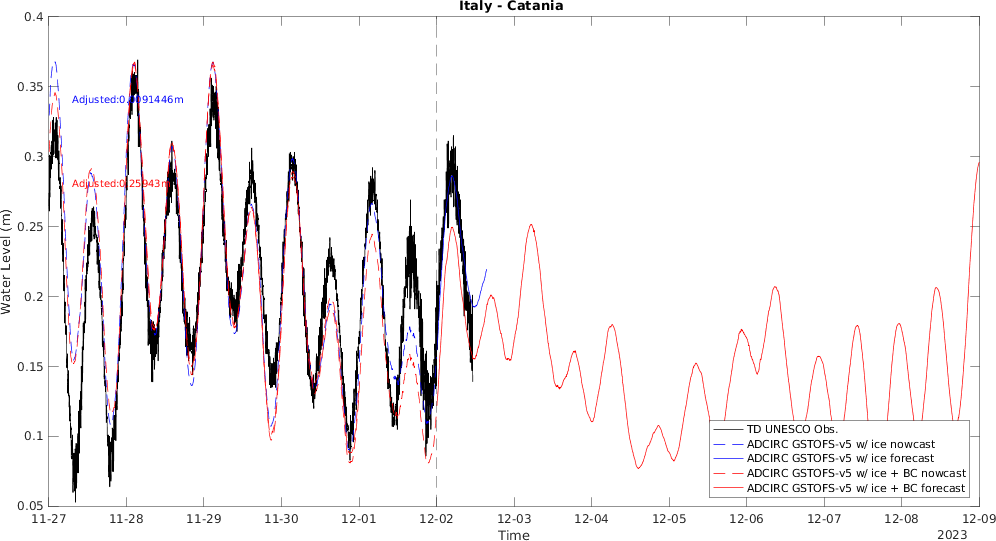 Italy - Catania
0.4
0.35
0.3
0.25
0.2
0.15
0.1
0.05
Water Level (m)
Adjusted:0.0091446m
Adjusted:0.25943m
TD UNESCO Obs.
ADCIRC GSTOFS-v5 w/ ice nowcast
ADCIRC GSTOFS-v5 w/ ice forecast
ADCIRC GSTOFS-v5 w/ ice + BC nowcast
ADCIRC GSTOFS-v5 w/ ice + BC forecast
11-27 11-28 11-29 11-30 12-01 12-02 12-03 12-04 12-05 12-06 12-07 12-08 12-09
Time
2023